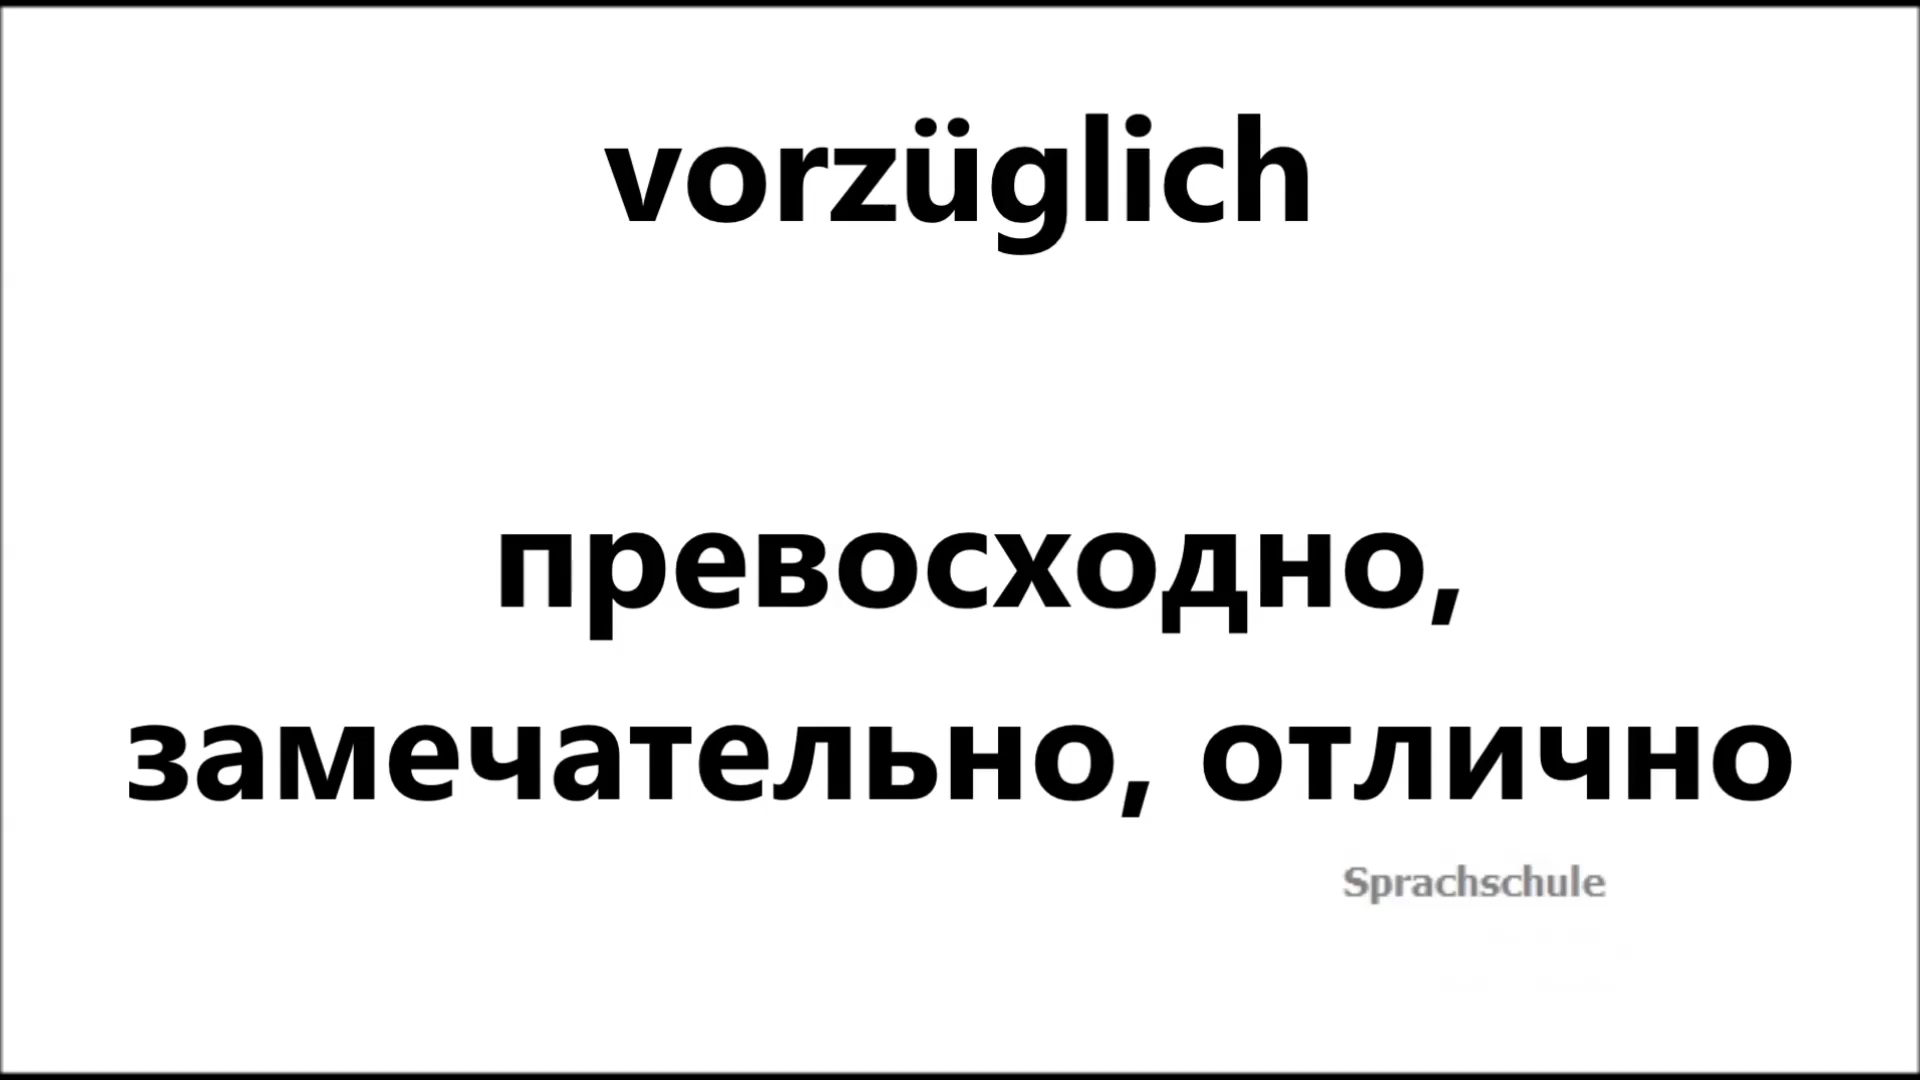 vorzüglich
превосходно,
замечательно, отлично
Sprachschule